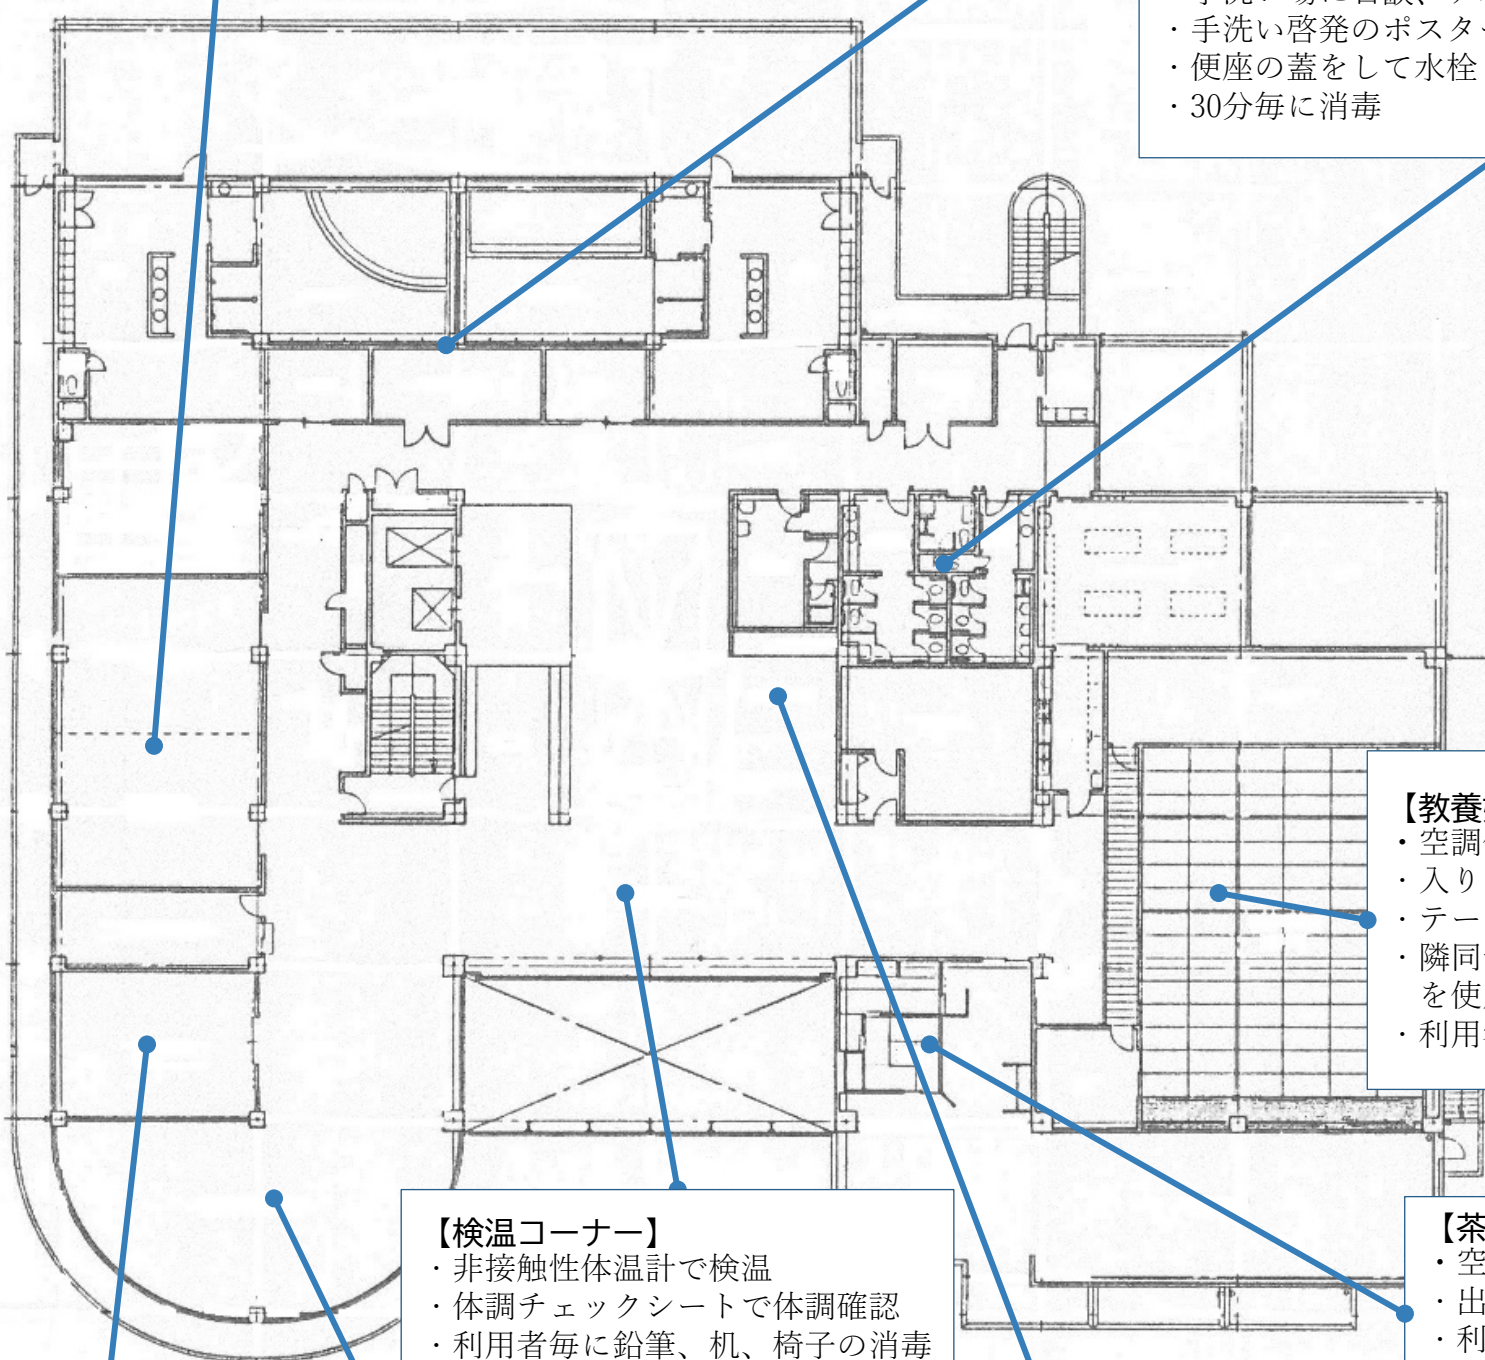 ・手洗い啓発のポスター
・便座の蓋をして水栓
・30分毎に消毒
【教養
・空調
・入り
・テー
・隣同
を使
・利用
【検温コーナー】
・非接触性体温計で検温
・体調チェックシートで体調確認
・利用者毎に鉛筆、机、椅子の消毒
【茶
・空
・出
・利